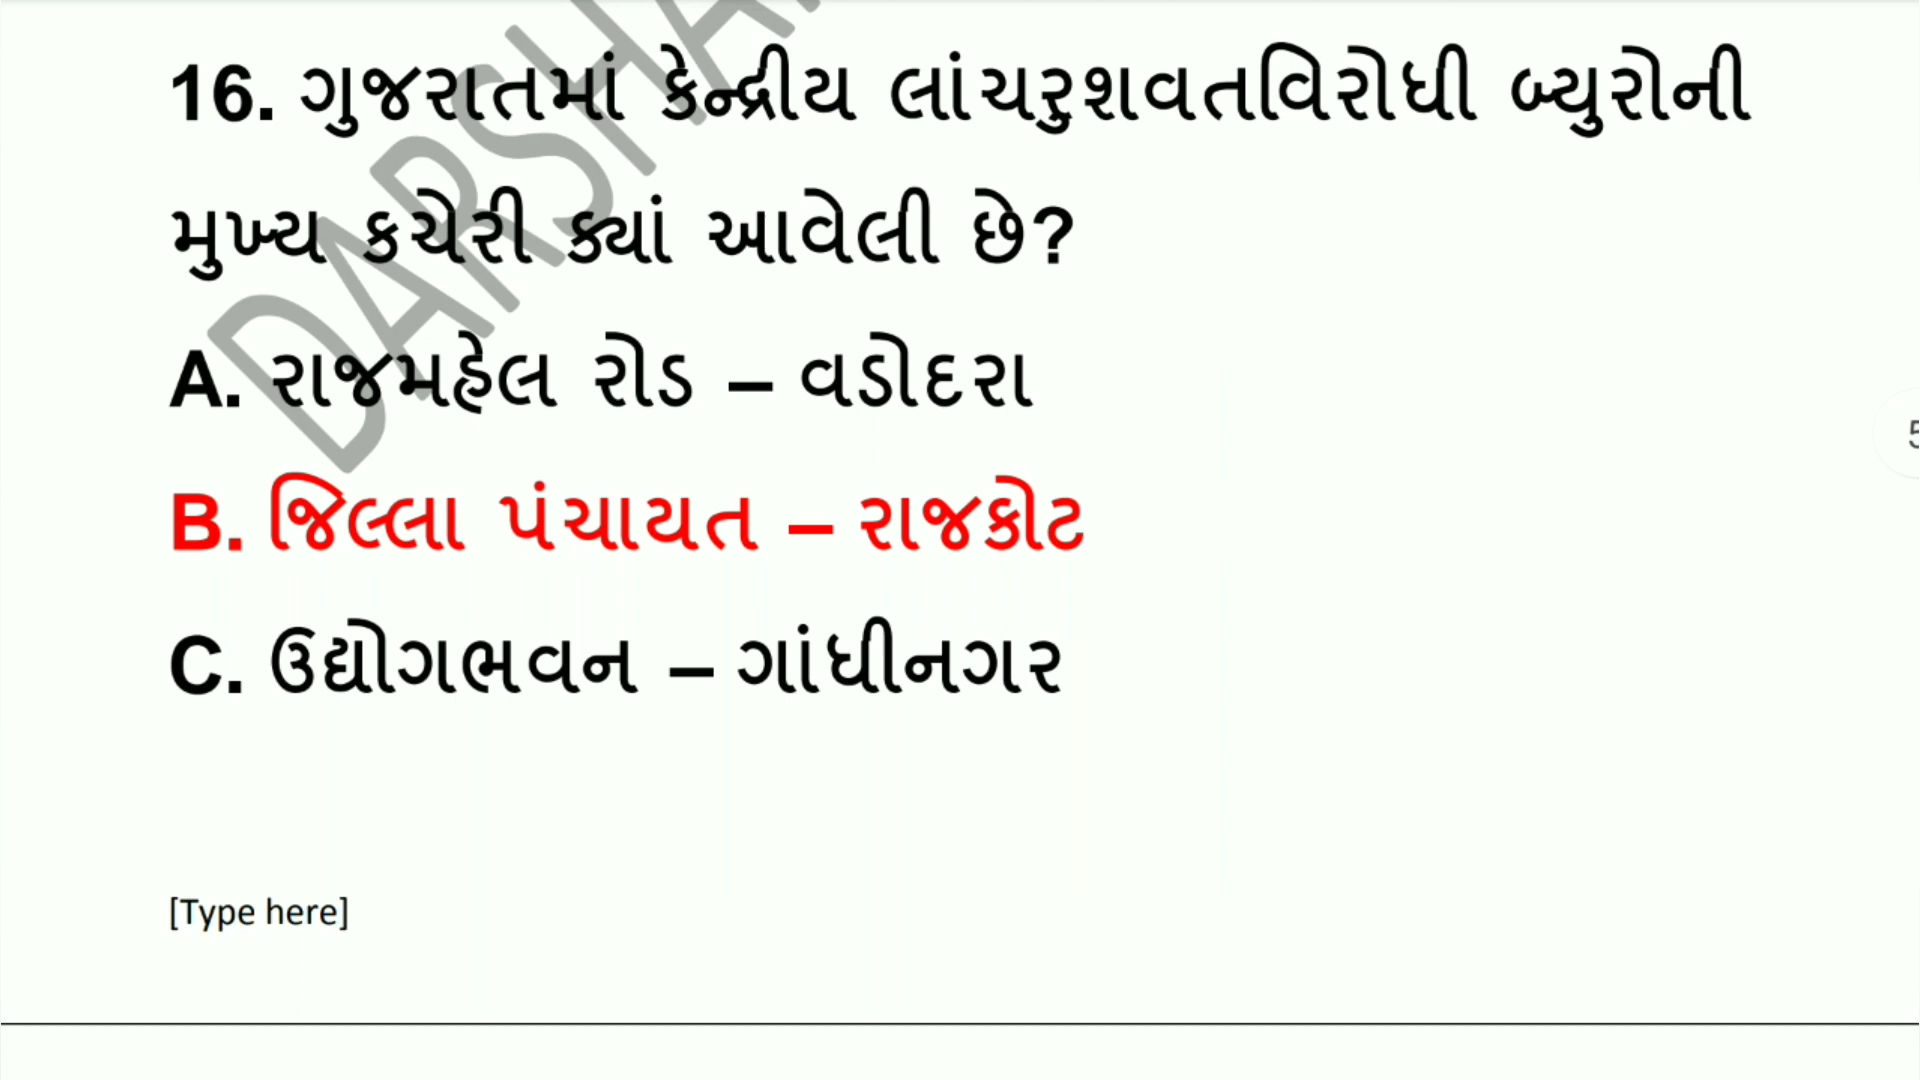 16. ગુજરાતમાં કેન્દ્રીય લાંચરુશવતવિરોધી બ્યુરોની
મુખ્ય કચેરી ક્યાં આવેલી છે?
A. રાજમહેલ રોડ – વડોદરા
B. જિલ્લા પંચાયત – રાજકોટ
C. ઉદ્યોગભવન – ગાંધીનગર
[Type here]